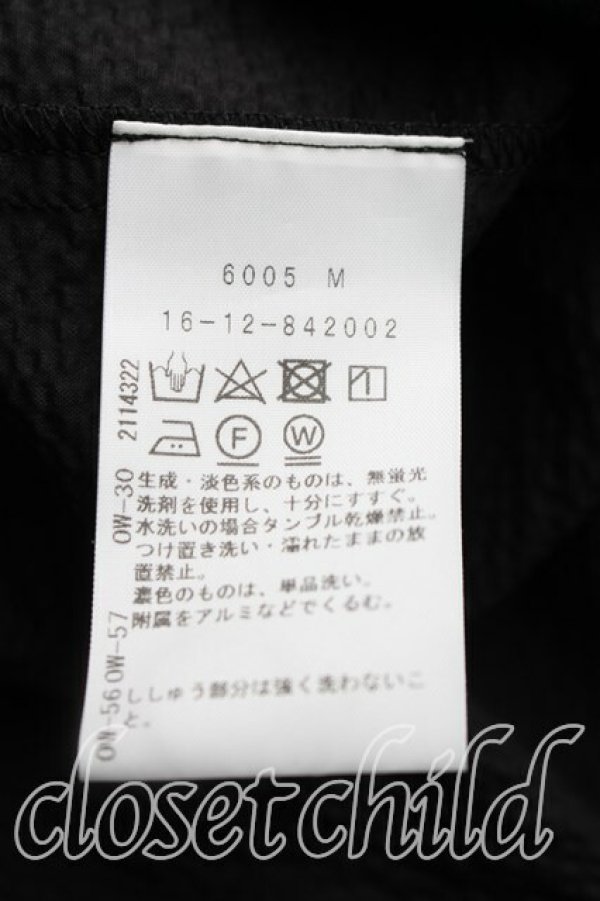 6005 M
16-12-842002
F
W
生成・淡色系のものは、無蛍光
洗剤を使用し、十分にすすぐ。
水洗いの場合タンブル乾燥禁止。
つけ置き洗い・濡れたままの放
置禁止。
濃色のものは、単品洗い。
附属をアルミなどでくるむ。
ししゅう部分は強く洗わないこ
と。
OW-56OW-57 OW-30 2114322
closet child